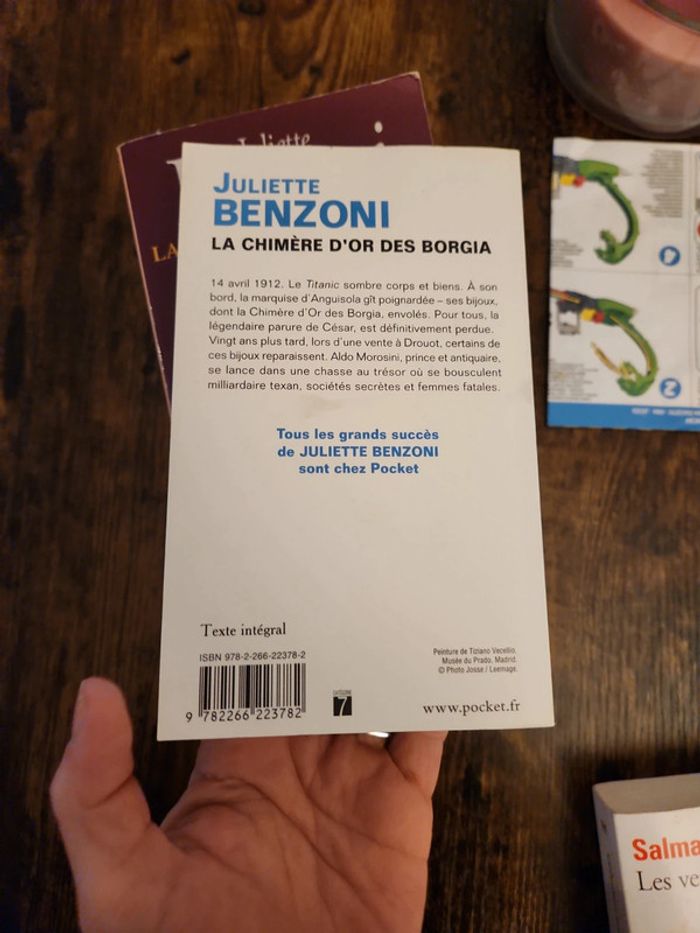 Juliette
LA
JULIETTE
BENZONI
LA CHIMÈRE D'OR DES BORGIA
14 avril 1912. Le Titanic sombre corps et biens. À son
bord, la marquise d'Anguisola gît poignardée – ses bijoux,
dont la Chimère d'Or des Borgia, envolés. Pour tous, la
légendaire parure de César, est définitivement perdue.
Vingt ans plus tard, lors d'une vente à Drouot, certains de
ces bijoux reparaissent. Aldo Morosini, prince et antiquaire,
se lance dans une chasse au trésor où se bousculent
milliardaire texan, sociétés secrètes et femmes fatales.
Tous les grands succès
de JULIETTE BENZONI
sont chez Pocket
Texte intégral
ISBN 978-2-266-22378-2
9 782266 223782
CATÉGORIE
7
Peinture de Tiziano Vecellio.
Musée du Prado, Madrid.
© Photo Josse / Leemage.
www.pocket.fr
Salma
Les ve